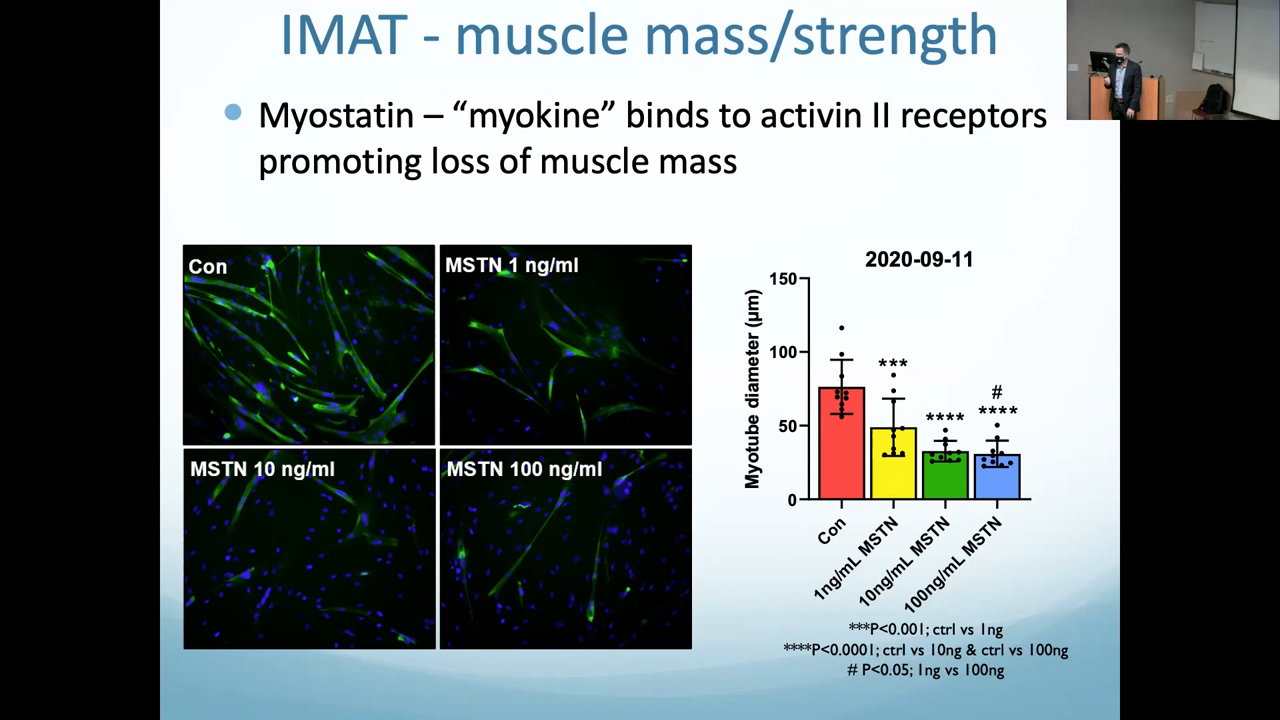 IMAT - muscle mass/strength
Myostatin – “myokine” binds to activin II receptors
promoting loss of muscle mass
Con
MSTN 1 ng/ml
MSTN 10 ng/ml
MSTN 100 ng/ml
2020-09-11
Myotube diameter (μm)
150
100
50
0
***
****
#
****
Con
1ng/mL MSTN
10ng/mL MSTN
100ng/mL MSTN
***P<0.001; ctrl vs 1ng
****P<0.0001; ctrl vs 10ng & ctrl vs 100ng
# P<0.05; 1ng vs 100ng